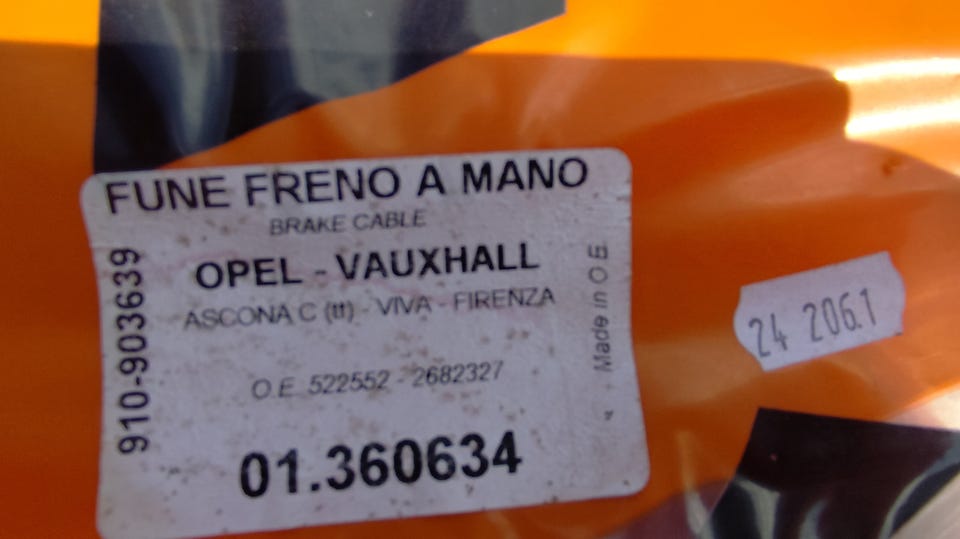 FUNE FRENO A MANO
BRAKE CABLE
OPEL - VAUXHALL
ASCONA C (tt) - VIVA - FIRENZA
O.E. 522552 - 2682327
01.360634
910-903639
Made in O.E.
24 206.1